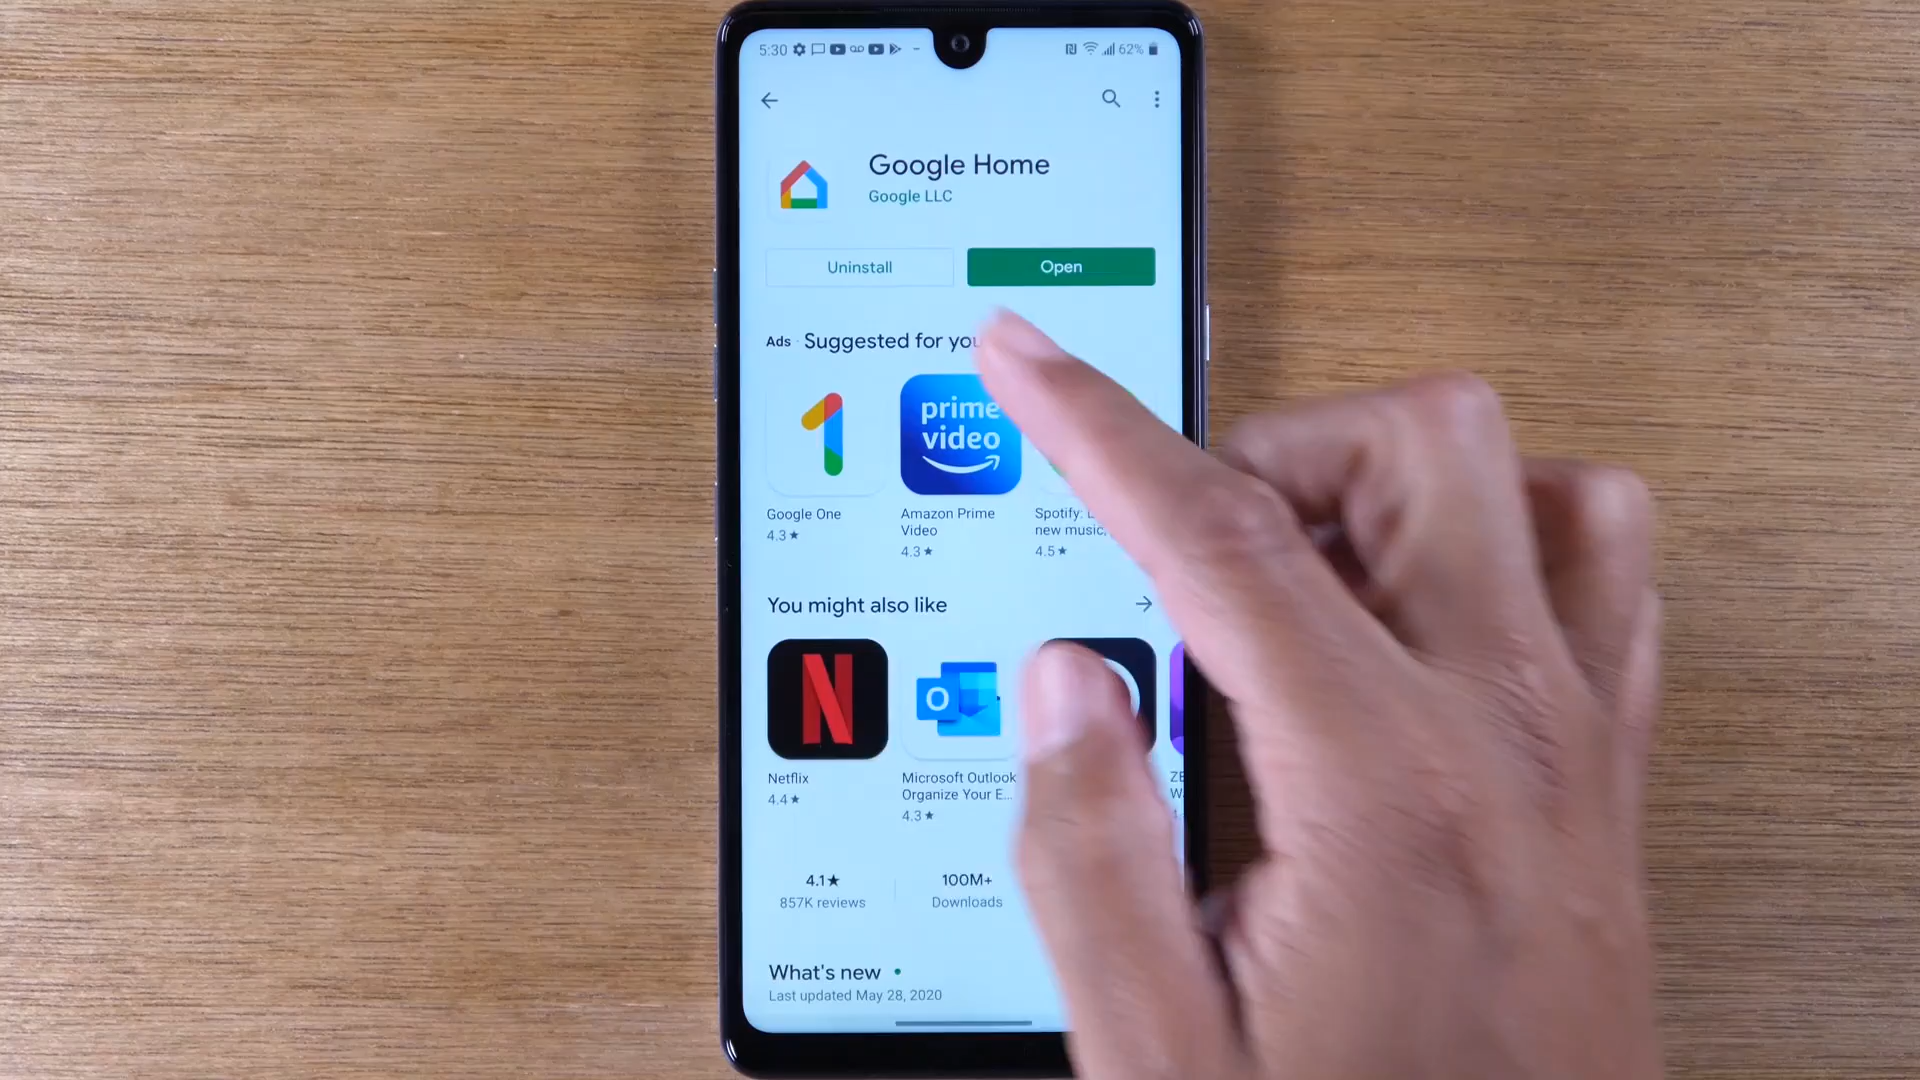 5:30
62%
Google Home
Google LLC
Uninstall
Open
Ads · Suggested for you
prime
video
Google One
4.3★
Amazon Prime
Video
4.3★
Spotify:
new music,
4.5★
You might also like
Netflix
4.4★
O
Microsoft Outlook
Organize Your E...
4.3★
4.1★
857K reviews
100M+
Downloads
What's new
Last updated May 28, 2020